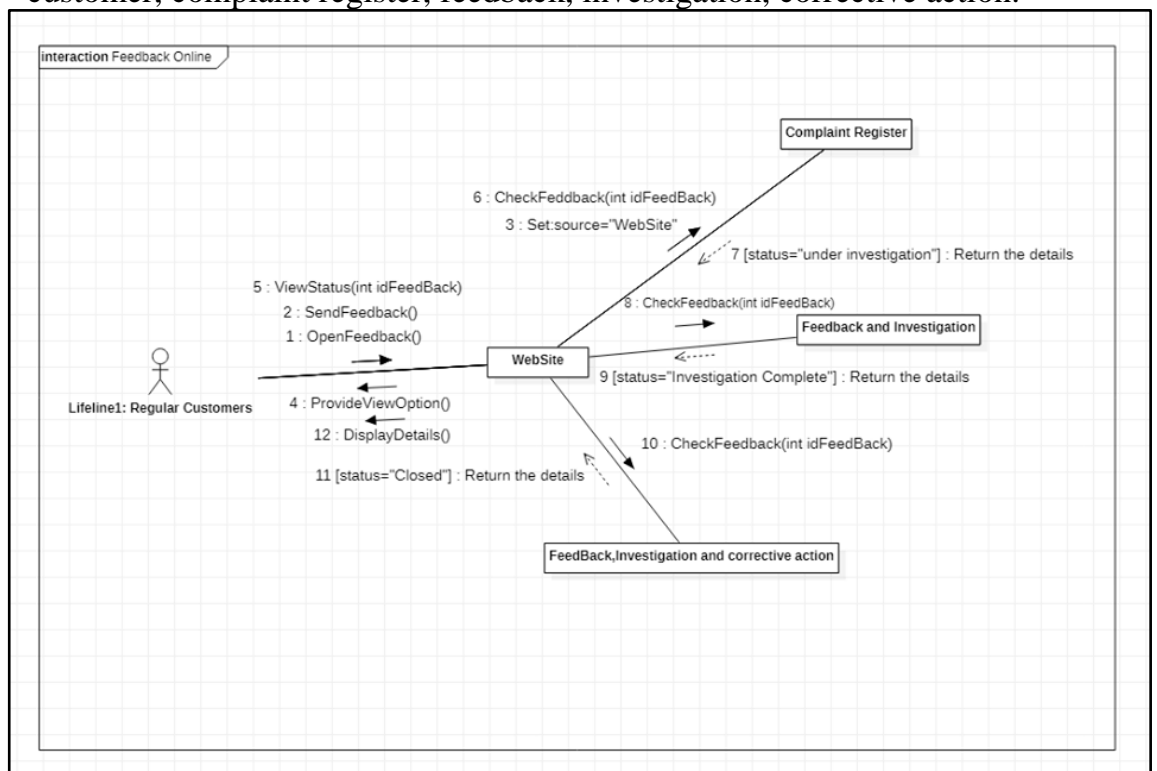 customer, complaint register, feedback, investigation, corrective action.
interaction Feedback Online
Complaint Register
6 : CheckFeddback(int idFeedBack)
3 : Set:source="WebSite"
7 [status="under investigation"] : Return the details
5 : ViewStatus(int idFeedBack)
2 : SendFeedback()
1 : OpenFeedback()
8 : CheckFeedback(int idFeedBack)
Feedback and Investigation
WebSite
9 [status="Investigation Complete"] : Return the details
Lifeline1: Regular Customers
4 : ProvideViewOption()
12 : DisplayDetails()
10 : CheckFeedback(int idFeedBack)
11 [status="Closed"] : Return the details
FeedBack,Investigation and corrective action